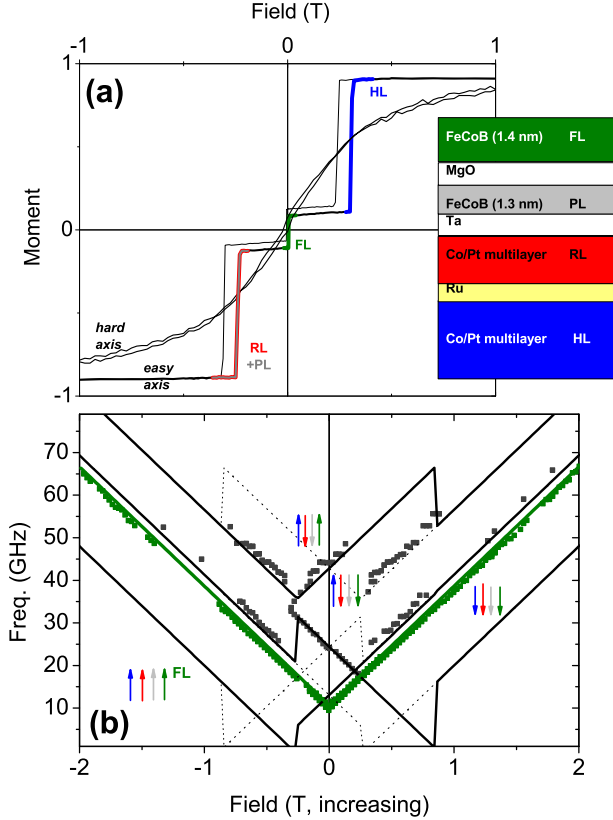 Field (T)
-1 0 1
1
(a)
HL
0
FL
Moment
hard
axis
RL
+PL
easy
axis
-1
FeCoB (1.4 nm) FL
MgO
FeCoB (1.3 nm) PL
Ta
Co/Pt multilayer RL
Ru
Co/Pt multilayer HL
70
60
50
40
30
20
10
Freq. (GHz)
FL
(b)
-2 -1 0 1 2
Field (T, increasing)